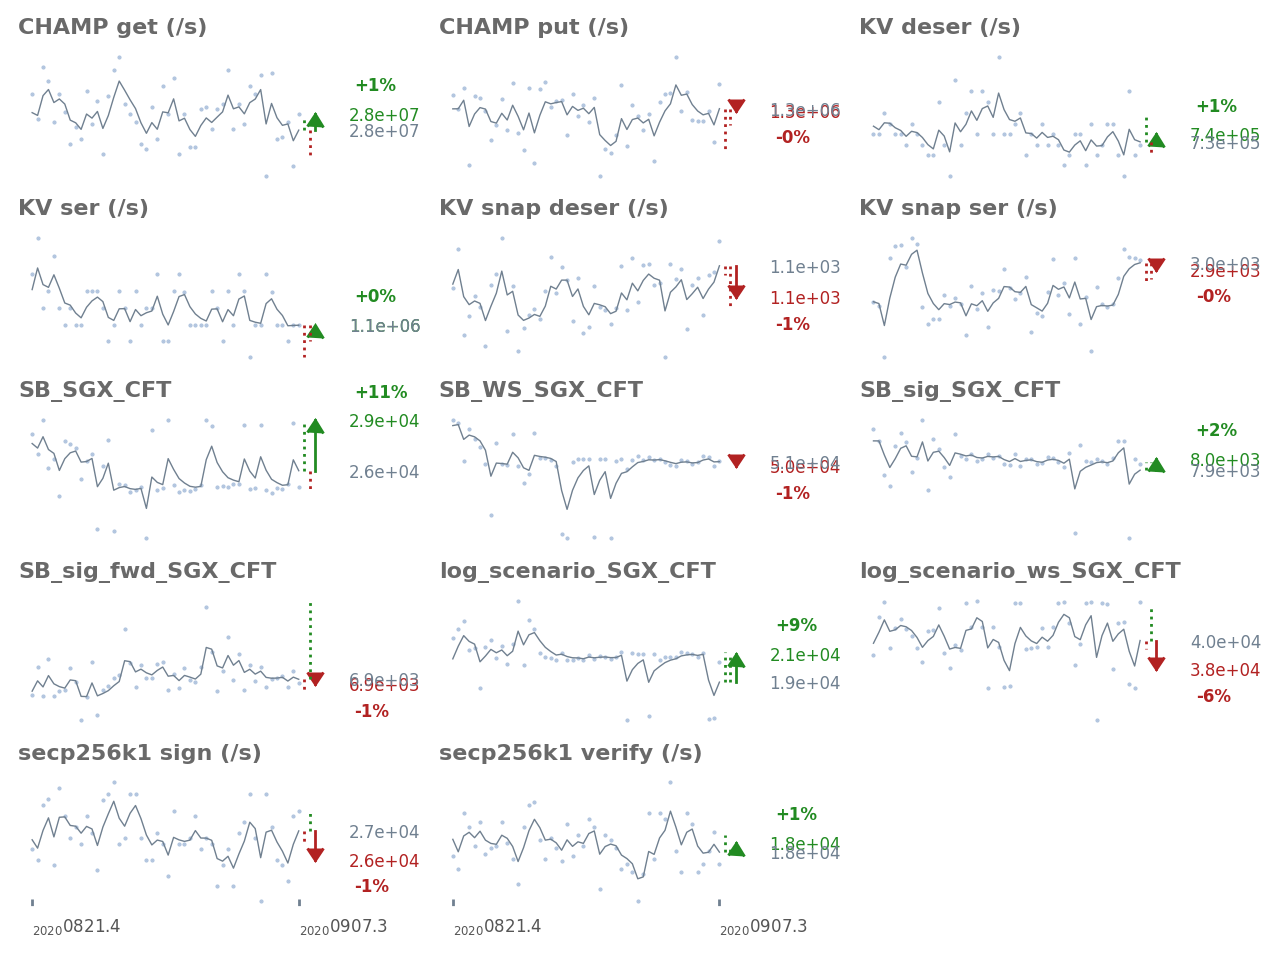 CHAMP get (/s)
+1%
2.8e+07
2.8e+07
CHAMP put (/s)
1.3e+06
1.3e+06
-0%
KV deser (/s)
+1%
7.4e+05
7.3e+05
KV ser (/s)
+0%
1.1e+06
KV snap deser (/s)
1.1e+03
1.1e+03
-1%
KV snap ser (/s)
3.0e+03
2.9e+03
-0%
SB_SGX_CFT
+11%
2.9e+04
2.6e+04
SB_WS_SGX_CFT
5.1e+04
5.0e+04
-1%
SB_sig_SGX_CFT
+2%
8.0e+03
7.9e+03
SB_sig_fwd_SGX_CFT
6.9e+03
6.9e+03
-1%
log_scenario_SGX_CFT
+9%
2.1e+04
1.9e+04
log_scenario_ws_SGX_CFT
4.0e+04
3.8e+04
-6%
secp256k1 sign (/s)
2.7e+04
2.6e+04
-1%
secp256k1 verify (/s)
+1%
1.8e+04
1.8e+04
20200821.4
20200907.3
20200821.4
20200907.3